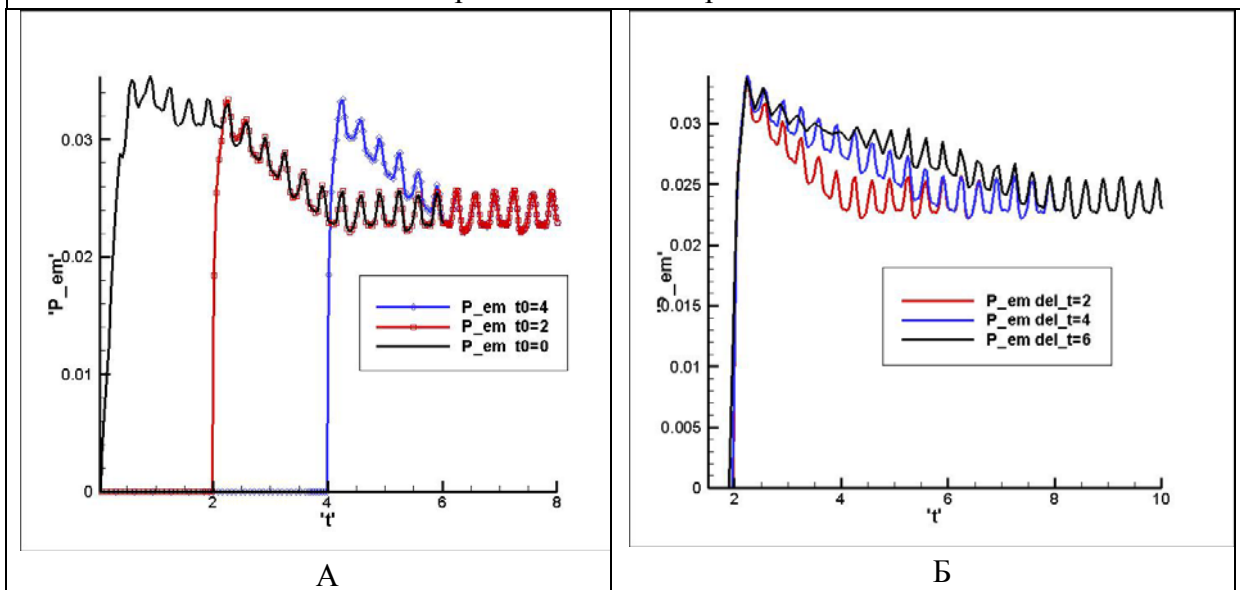 'P_em'
0.03
0.02
0.01
0
2
4
6
8
't'
P_em t0=4
P_em t0=2
P_em t0=0
А
0.03
0.025
0.02
0.015
0.01
0.005
0
2
4
6
8
10
't'
P_em del_t=2
P_em del_t=4
P_em del_t=6
Б